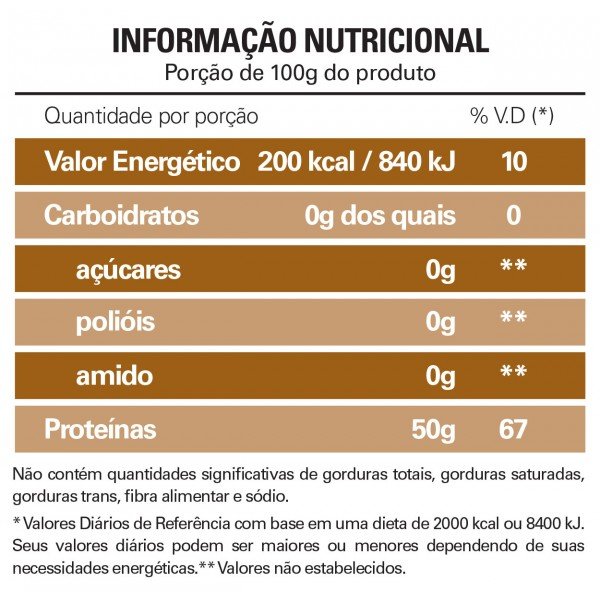 INFORMAÇÃO NUTRICIONAL
Porção de 100g do produto
Quantidade por porção % V.D (*)
Valor Energético 200 kcal / 840 kJ 10
Carboidratos 0g dos quais 0
açúcares 0g **
polióis 0g **
amido 0g **
Proteínas 50g 67
Não contém quantidades significativas de gorduras totais, gorduras saturadas,
gorduras trans, fibra alimentar e sódio.
* Valores Diários de Referência com base em uma dieta de 2000 kcal ou 8400 kJ.
Seus valores diários podem ser maiores ou menores dependendo de suas
necessidades energéticas.** Valores não estabelecidos.